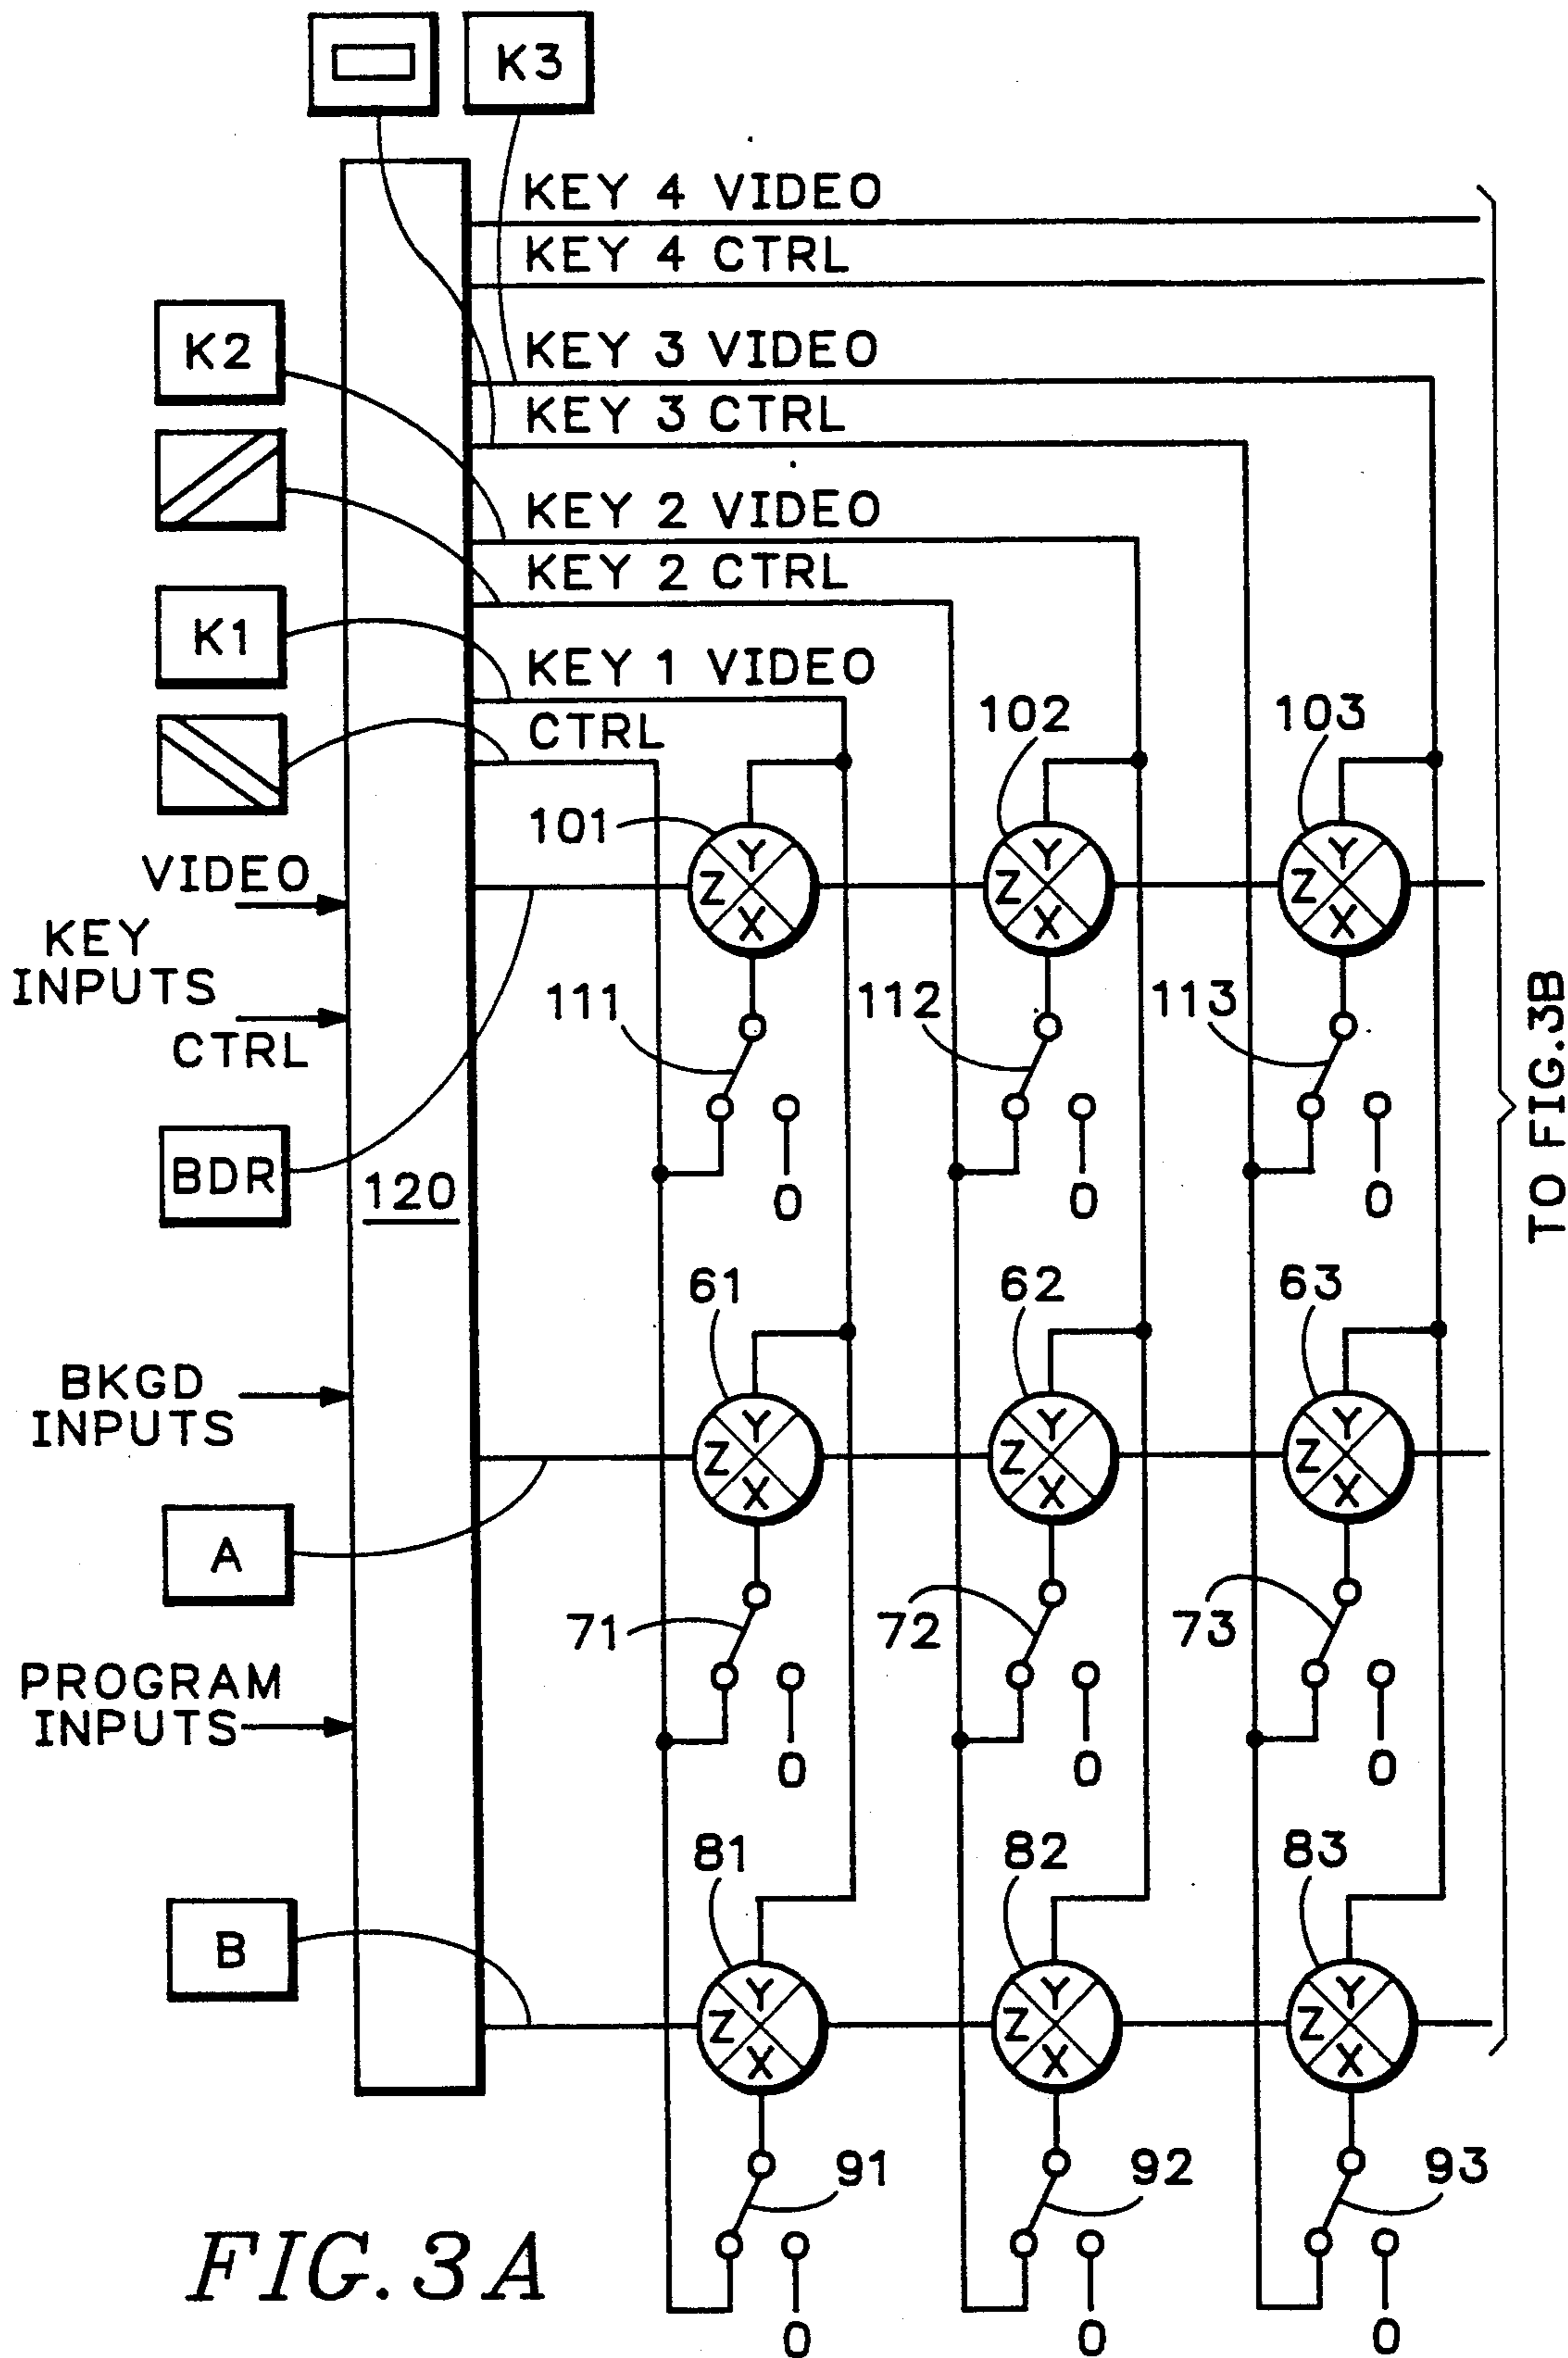 K3
KEY 4 VIDEO
KEY 4 CTRL
K2
KEY 3 VIDEO
KEY 3 CTRL
KEY 2 VIDEO
KEY 2 CTRL
K1
KEY 1 VIDEO
CTRL
101
102
103
Y
Z
X
Y
Z
X
Y
Z
X
VIDEO
KEY
INPUTS
CTRL
111
112
113
BDR
120
0
0
0
TO FIG.3B
61
62
63
BKGD
INPUTS
Y
Z
X
Y
Z
X
Y
Z
X
A
71
72
73
PROGRAM
INPUTS
0
0
0
81
82
83
B
Y
Z
X
Y
Z
X
Y
Z
X
91
92
93
0
0
0
FIG.3A